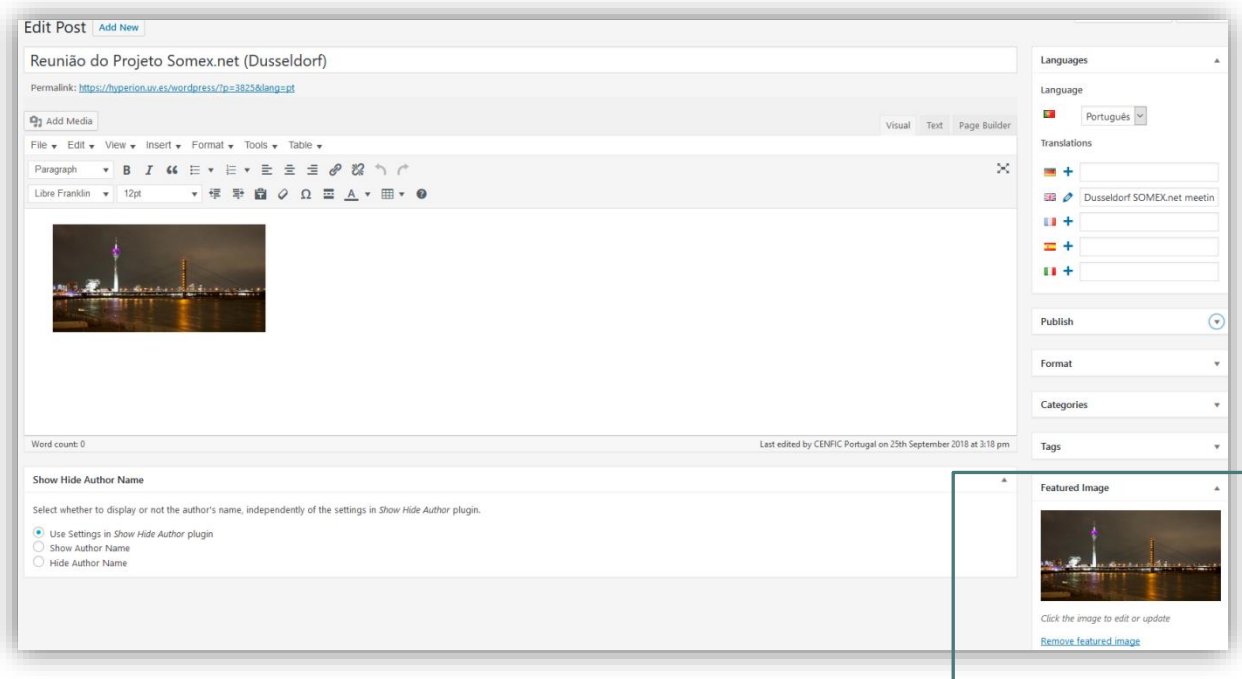 Edit Post Add New
Reunião do Projeto Somex.net (Dusseldorf)
Permalink: https://hyperion.uv.es/wordpress/?p=3825&lang=pt
Add Media
Visual Text Page Builder
File Edit View Insert Format Tools Table
Paragraph B I
Libre Franklin 12pt Ω A
Word count: 0 Last edited by CENFIC Portugal on 25th September 2018 at 3:18 pm
Show Hide Author Name
Select whether to display or not the author's name, independently of the settings in Show Hide Author plugin.
Use Settings in Show Hide Author plugin
Show Author Name
Hide Author Name
Languages
Language
Português
Translations
Dusseldorf SOMEX.net meetin
Publish
Format
Categories
Tags
Featured Image
Click the image to edit or update
Remove featured image